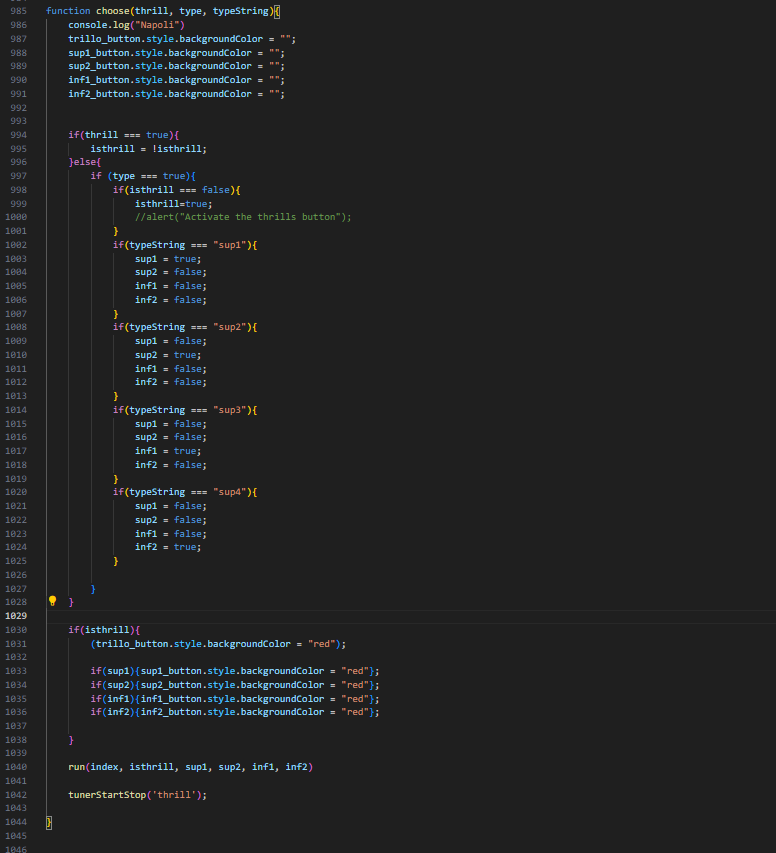 985 function choose(thrill, type, typeString){
986 console.log("Napoli")
987 trillo_button.style.backgroundColor = "";
988 sup1_button.style.backgroundColor = "";
989 sup2_button.style.backgroundColor = "";
990 inf1_button.style.backgroundColor = "";
991 inf2_button.style.backgroundColor = "";
992
993
994 if(thrill === true){
995 isthrill = !isthrill;
996 }else{
997 if (type === true){
998 if(isthrill === false){
999 isthrill=true;
1000 //alert("Activate the thrills button");
1001 }
1002 if(typeString === "sup1"){
1003 sup1 = true;
1004 sup2 = false;
1005 inf1 = false;
1006 inf2 = false;
1007 }
1008 if(typeString === "sup2"){
1009 sup1 = false;
1010 sup2 = true;
1011 inf1 = false;
1012 inf2 = false;
1013 }
1014 if(typeString === "sup3"){
1015 sup1 = false;
1016 sup2 = false;
1017 inf1 = true;
1018 inf2 = false;
1019 }
1020 if(typeString === "sup4"){
1021 sup1 = false;
1022 sup2 = false;
1023 inf1 = false;
1024 inf2 = true;
1025 }
1026
1027 }
1028 }
1029
1030 if(isthrill){
1031 (trillo_button.style.backgroundColor = "red");
1032
1033 if(sup1){sup1_button.style.backgroundColor = "red"};
1034 if(sup2){sup2_button.style.backgroundColor = "red"};
1035 if(inf1){inf1_button.style.backgroundColor = "red"};
1036 if(inf2){inf2_button.style.backgroundColor = "red"};
1037
1038 }
1039
1040 run(index, isthrill, sup1, sup2, inf1, inf2)
1041
1042 tunerStartStop('thrill');
1043
1044 }
1045
1046